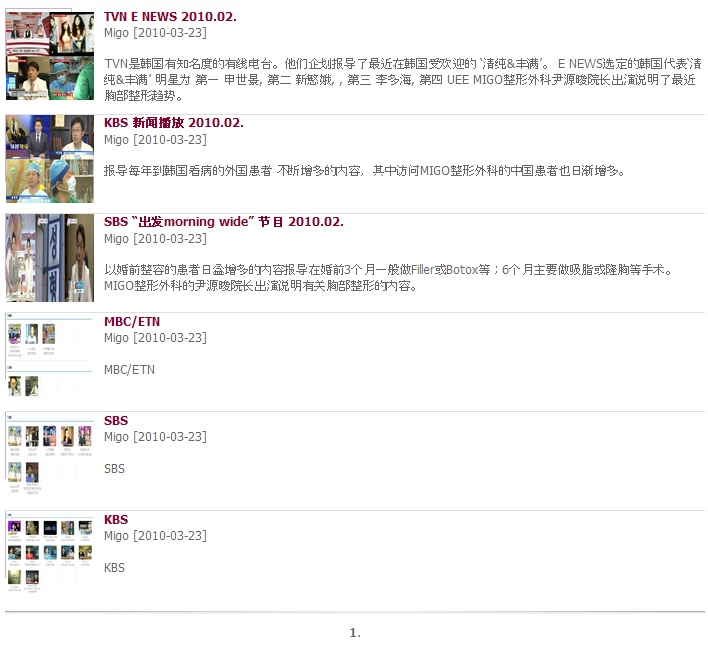 TVN E NEWS 2010.02.
Migo [2010-03-23]
TVN是韩国有知名度的有线电台。他们企划报导了最近在韩国受欢迎的 ‘清纯&丰满’。 E NEWS选定的韩国代表‘清
纯&丰满’ 明星为 第一 申世景, 第二 新慜娥, , 第三 李多海, 第四 UEE MIGO整形外科尹源晙院长出演说明了最近
胸部整形趋势。
KBS 新闻播放 2010.02.
Migo [2010-03-23]
报导每年到韩国看病的外国患者 不断增多的内容，其中访问MIGO整形外科的中国患者也日渐增多。
SBS “出发morning wide” 节目 2010.02.
Migo [2010-03-23]
以婚前整容的患者日益增多的内容报导在婚前3个月一般做Filler或Botox等；6个月主要做吸脂或隆胸等手术。
MIGO整形外科的尹源晙院长出演说明有关胸部整形的内容。
MBC/ETN
Migo [2010-03-23]
MBC/ETN
SBS
Migo [2010-03-23]
SBS
KBS
Migo [2010-03-23]
KBS
1.